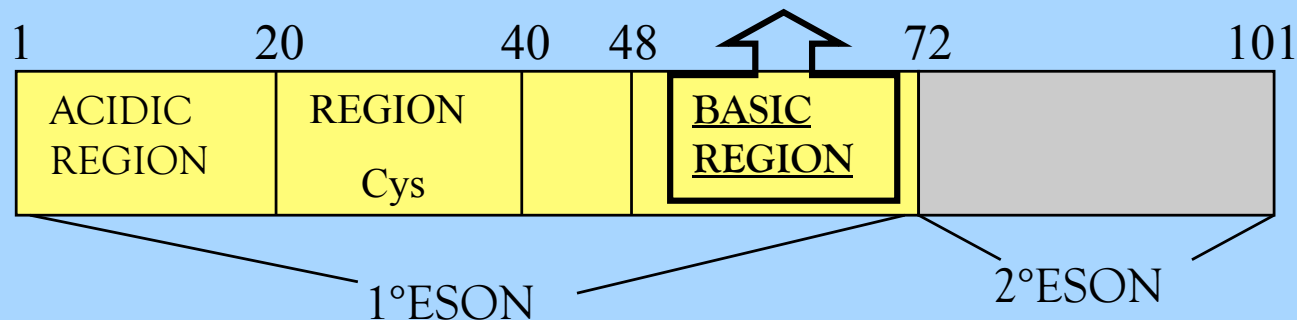 1 20 40 48 72 101
ACIDIC
REGION
REGION
Cys
BASIC
REGION
1°ESON
2°ESON